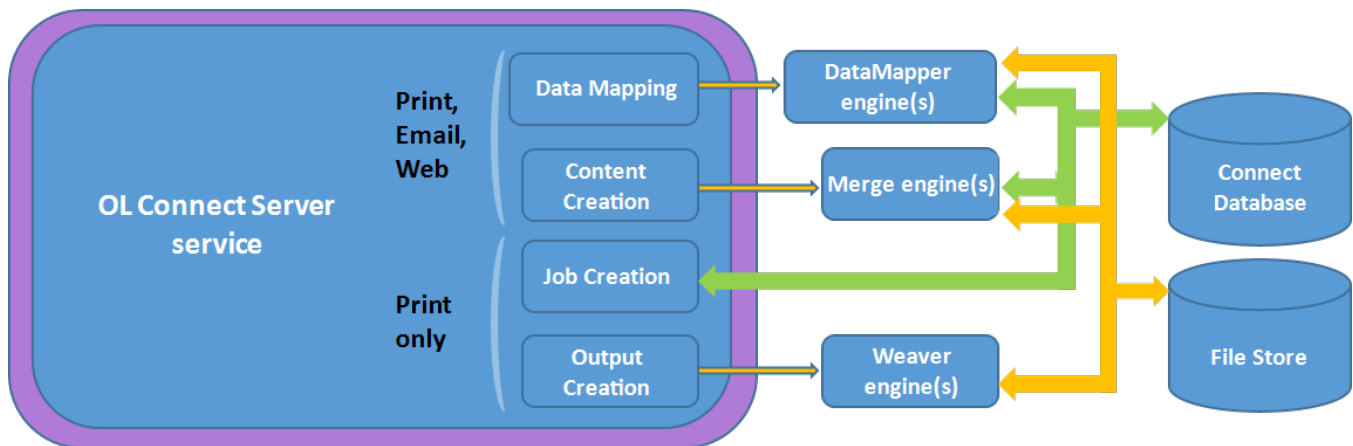 OL Connect Server
service
Print,
Email,
Web
Print
only
Data Mapping
Content
Creation
Job Creation
Output
Creation
DataMapper
engine(s)
Merge engine(s)
Weaver
engine(s)
Connect
Database
File Store